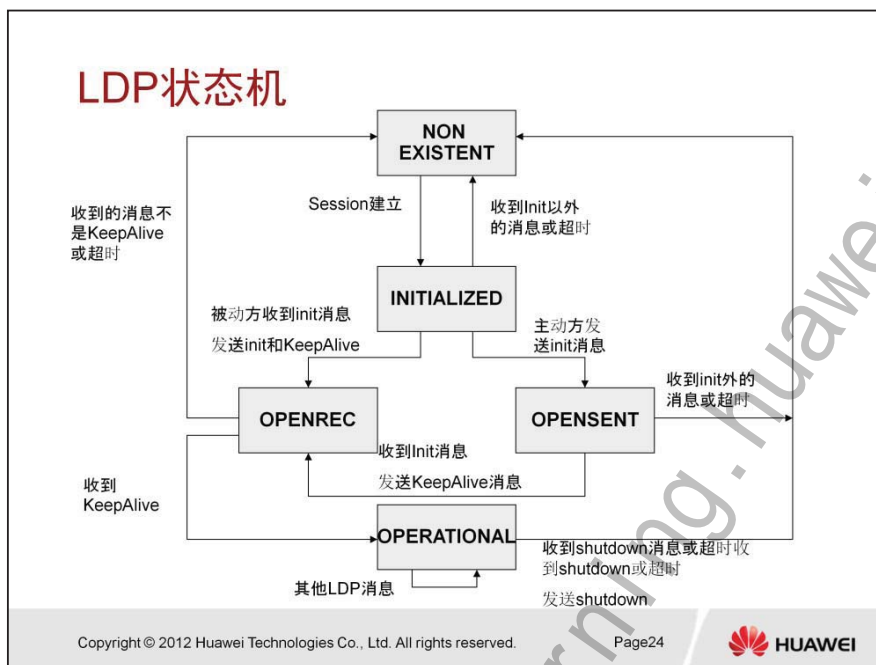 LDP状态机
NON
EXISTENT
收到的消息不
是KeepAlive
或超时
Session建立
收到Init以外
的消息或超时
INITIALIZED
被动方收到init消息
发送init和KeepAlive
主动方发
送init消息
收到init外的
消息或超时
OPENREC
OPENSENT
收到Init消息
发送KeepAlive消息
收到
KeepAlive
OPERATIONAL
收到shutdown消息或超时收
到shutdown或超时
发送shutdown
其他LDP消息
Copyright © 2012 Huawei Technologies Co., Ltd. All rights reserved.
Page24
HUAWEI
rning.huawei